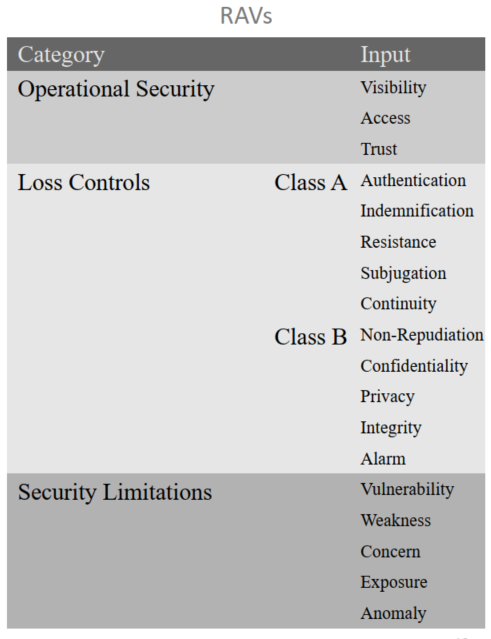 RAVs
Category Input
Operational Security Visibility
Access
Trust
Loss Controls Class A Authentication
Indemnification
Resistance
Subjugation
Continuity
Class B Non-Repudiation
Confidentiality
Privacy
Integrity
Alarm
Security Limitations Vulnerability
Weakness
Concern
Exposure
Anomaly